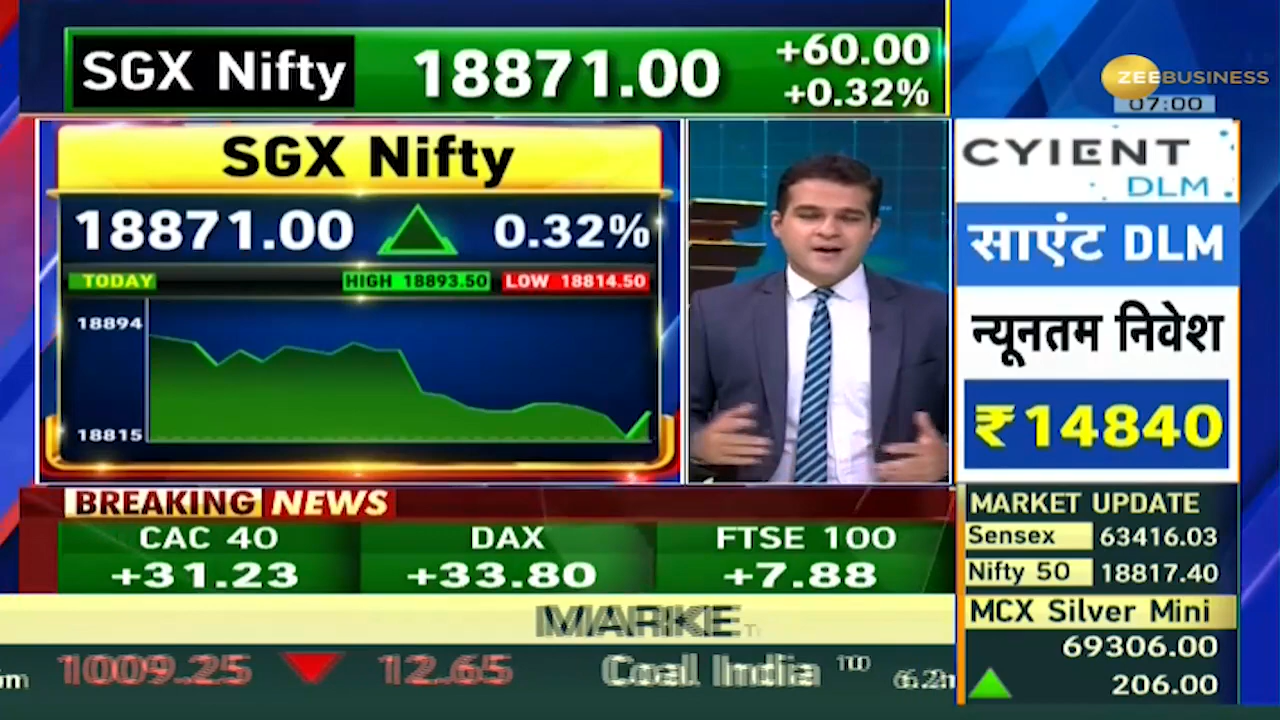 SGX Nifty 18871.00 +60.00
+0.32%
ZEEBUSINESS
07:00
SGX Nifty
18871.00 0.32%
TODAY HIGH 18893.50 LOW 18814.50
18894
18815
CYIENT
DLM
साएंट DLM
न्यूनतम निवेश
₹14840
BREAKING NEWS
CAC 40 DAX FTSE 100
+31.23 +33.80 +7.88
MARKET UPDATE
Sensex 63416.03
Nifty 50 18817.40
MCX Silver Mini
69306.00
206.00
MARKE
1009.25 12.65 Coal India